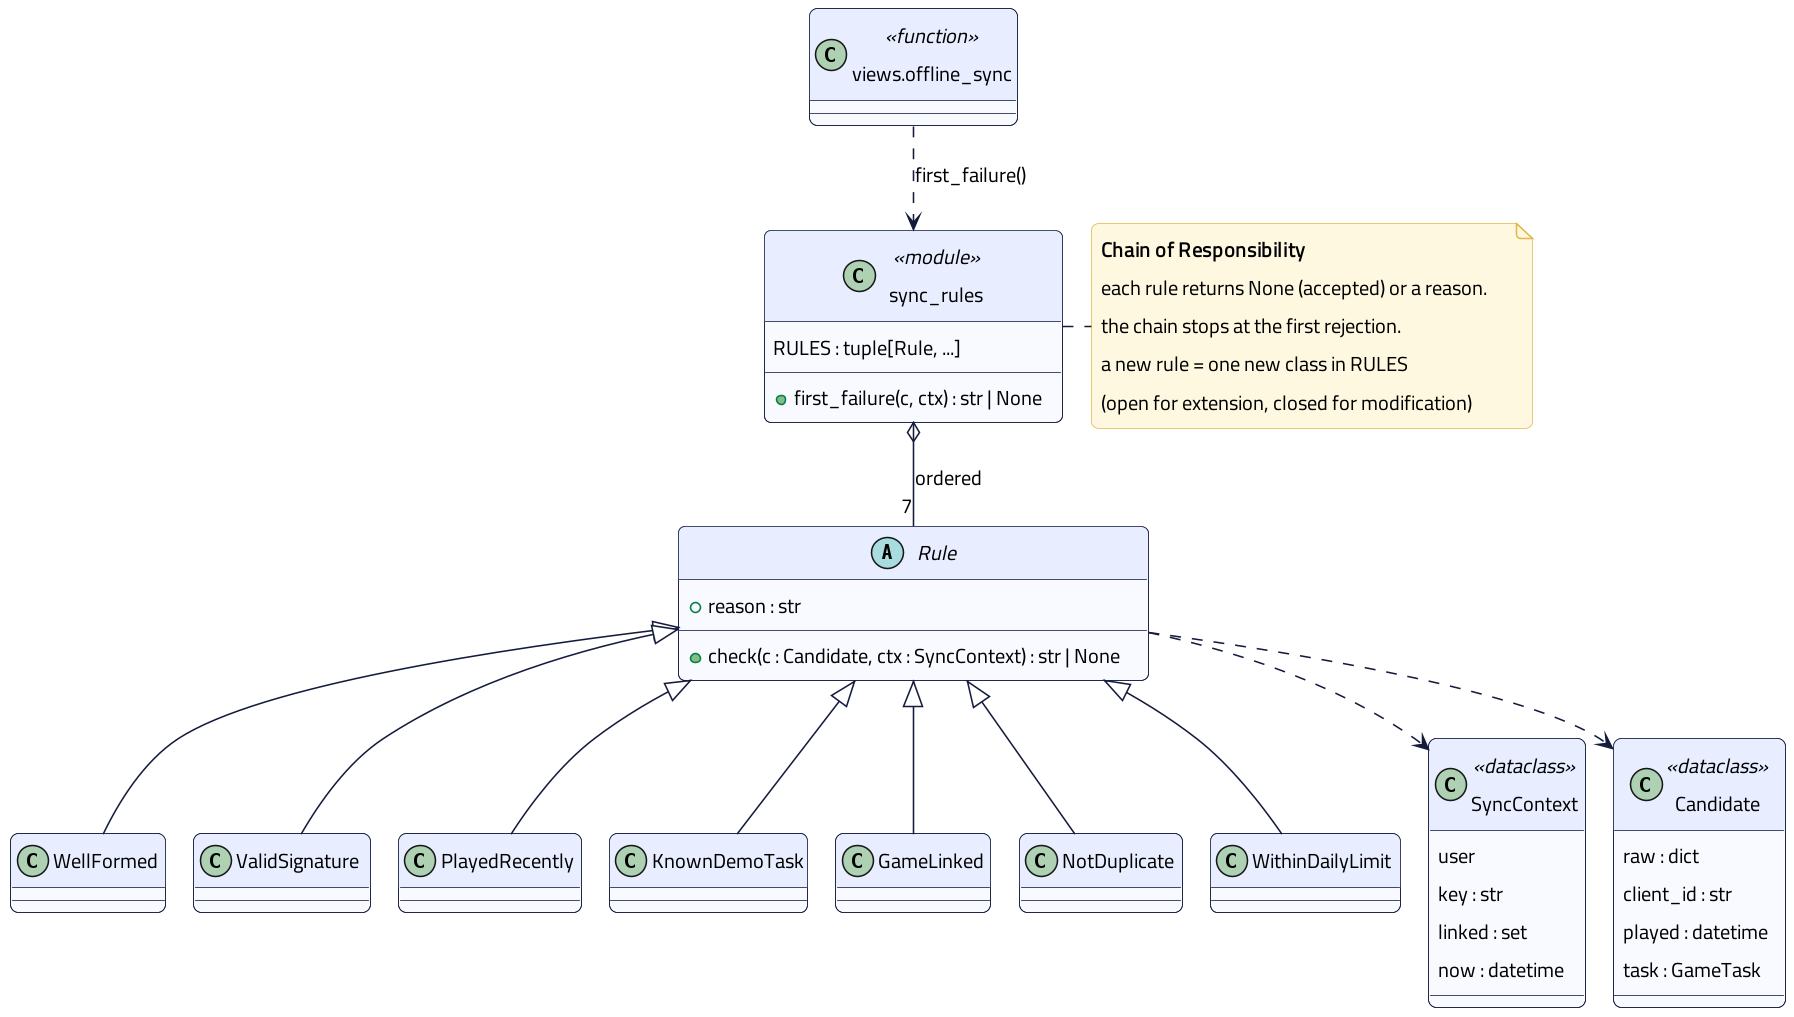 «function»
C
views.offline_sync
first_failure()
«module»
C
sync_rules
RULES : tuple[Rule, ...]
first_failure(c, ctx) : str | None
Chain of Responsibility
each rule returns None (accepted) or a reason.
the chain stops at the first rejection.
a new rule = one new class in RULES
(open for extension, closed for modification)
ordered
7
A Rule
reason : str
check(c : Candidate, ctx : SyncContext) : str | None
C WellFormed
C ValidSignature
C PlayedRecently
C KnownDemoTask
C GameLinked
C NotDuplicate
C WithinDailyLimit
«dataclass»
C
SyncContext
user
key : str
linked : set
now : datetime
«dataclass»
C
Candidate
raw : dict
client_id : str
played : datetime
task : GameTask